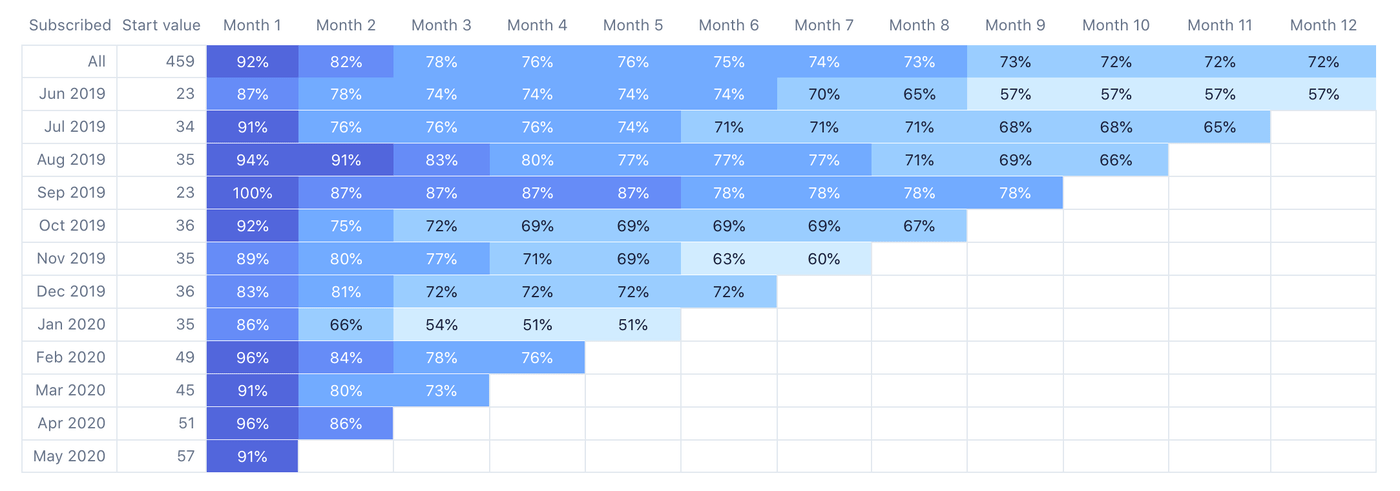 Subscribed Start value Month 1 Month 2 Month 3 Month 4 Month 5 Month 6 Month 7 Month 8 Month 9 Month 10 Month 11 Month 12
All 459 92% 82% 78% 76% 76% 75% 74% 73% 73% 72% 72% 72%
Jun 2019 23 87% 78% 74% 74% 74% 74% 70% 65% 57% 57% 57% 57%
Jul 2019 34 91% 76% 76% 76% 74% 71% 71% 71% 68% 68% 65%
Aug 2019 35 94% 91% 83% 80% 77% 77% 77% 71% 69% 66%
Sep 2019 23 100% 87% 87% 87% 87% 78% 78% 78% 78%
Oct 2019 36 92% 75% 72% 69% 69% 69% 69% 67%
Nov 2019 35 89% 80% 77% 71% 69% 63% 60%
Dec 2019 36 83% 81% 72% 72% 72% 72%
Jan 2020 35 86% 66% 54% 51% 51%
Feb 2020 49 96% 84% 78% 76%
Mar 2020 45 91% 80% 73%
Apr 2020 51 96% 86%
May 2020 57 91%